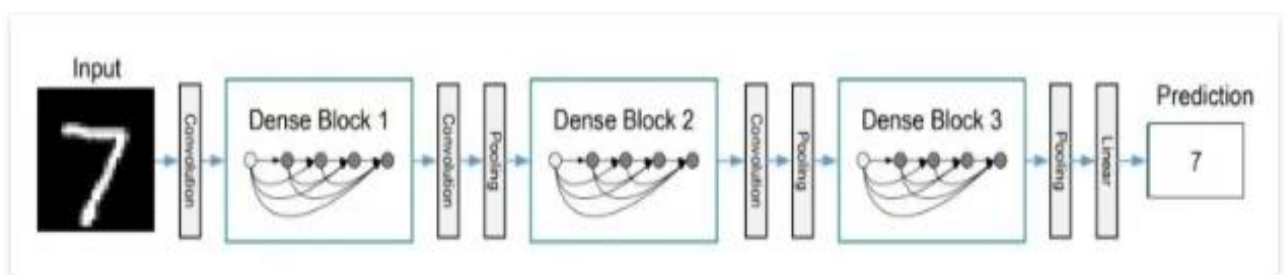 Input
7
Convolution
Dense Block 1
Convolution
Pooling
Dense Block 2
Convolution
Pooling
Dense Block 3
Pooling
Linear
Prediction
7